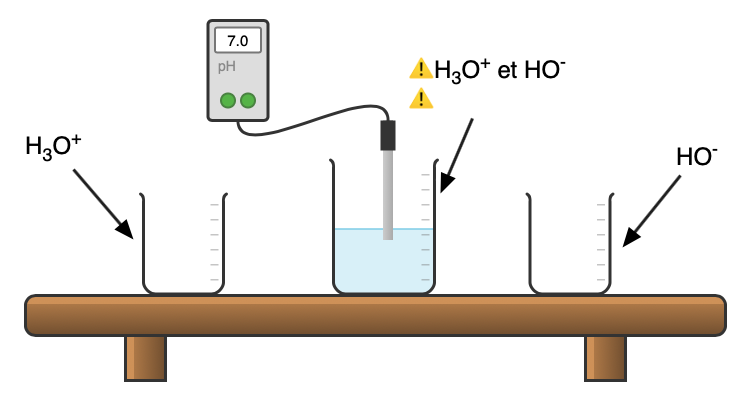 7.0
pH
⚠️H₃O⁺ et HO⁻
⚠️
H₃O⁺
HO⁻